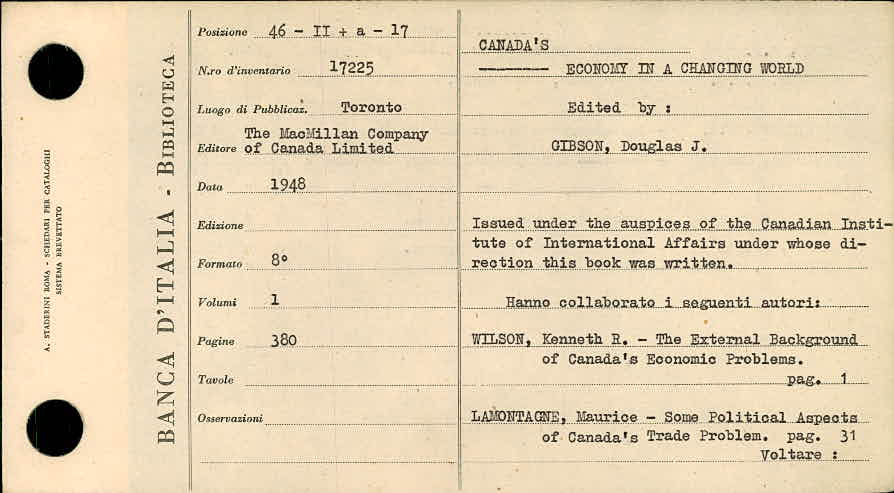 A. STADERINI ROMA - SCHEDARI PER CATALOGHI
SISTEMA BREVETTATO
BANCA D'ITALIA - BIBLIOTECA
Posizione 46 - II + a - 17
N.ro d'inventario 17225
Luogo di Pubblicaz. Toronto
The MacMillan Company
Editore of Canada Limited
Data 1948
Edizione
Formato 8°
Volumi 1
Pagine 380
Tavole
Osservazioni
CANADA'S
ECONOMY IN A CHANGING WORLD
Edited by :
GIBSON, Douglas J.
Issued under the auspices of the Canadian Insti-
tute of International Affairs under whose di-
rection this book was written.
Hanno collaborato i seguenti autori:
WILSON, Kenneth R. - The External Background
of Canada's Economic Problems.
pag. 1
LAMONTAGNE, Maurice - Some Political Aspects
of Canada's Trade Problem. pag. 31
Voltare :